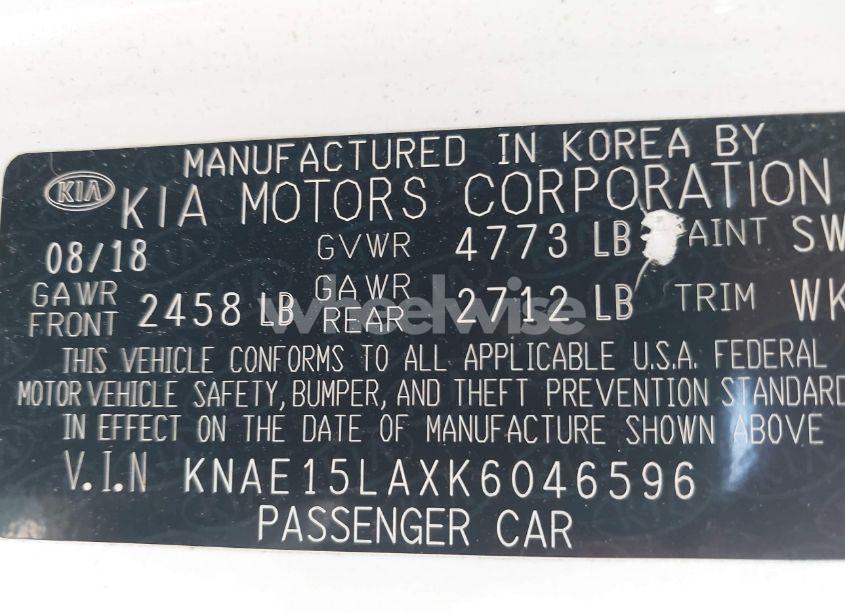 MANUFACTURED IN KOREA BY
KIA KIA MOTORS CORPORATION
08/18 GVWR 4773 LB PAINT SW
GAWR FRONT 2458 LB GAWR REAR 2712 LB TRIM WK
wheelwise
THIS VEHICLE CONFORMS TO ALL APPLICABLE U.S.A. FEDERAL
MOTOR VEHICLE SAFETY, BUMPER, AND THEFT PREVENTION STANDARD
IN EFFECT ON THE DATE OF MANUFACTURE SHOWN ABOVE
V.I.N KNAE15LAXK6046596
PASSENGER CAR